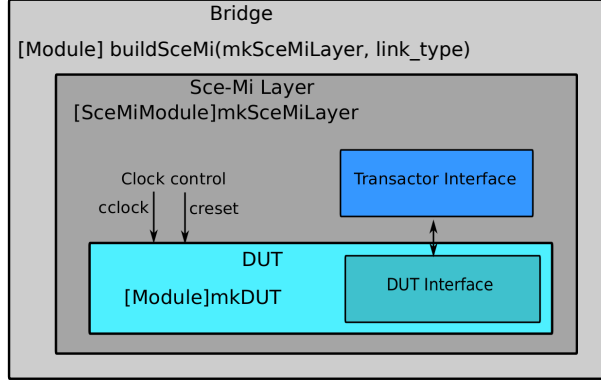 Bridge
[Module] buildSceMi(mkSceMiLayer, link_type)
Sce-Mi Layer
[SceMiModule]mkSceMiLayer
Clock control
cclock
creset
Transactor Interface
DUT
[Module]mkDUT
DUT Interface